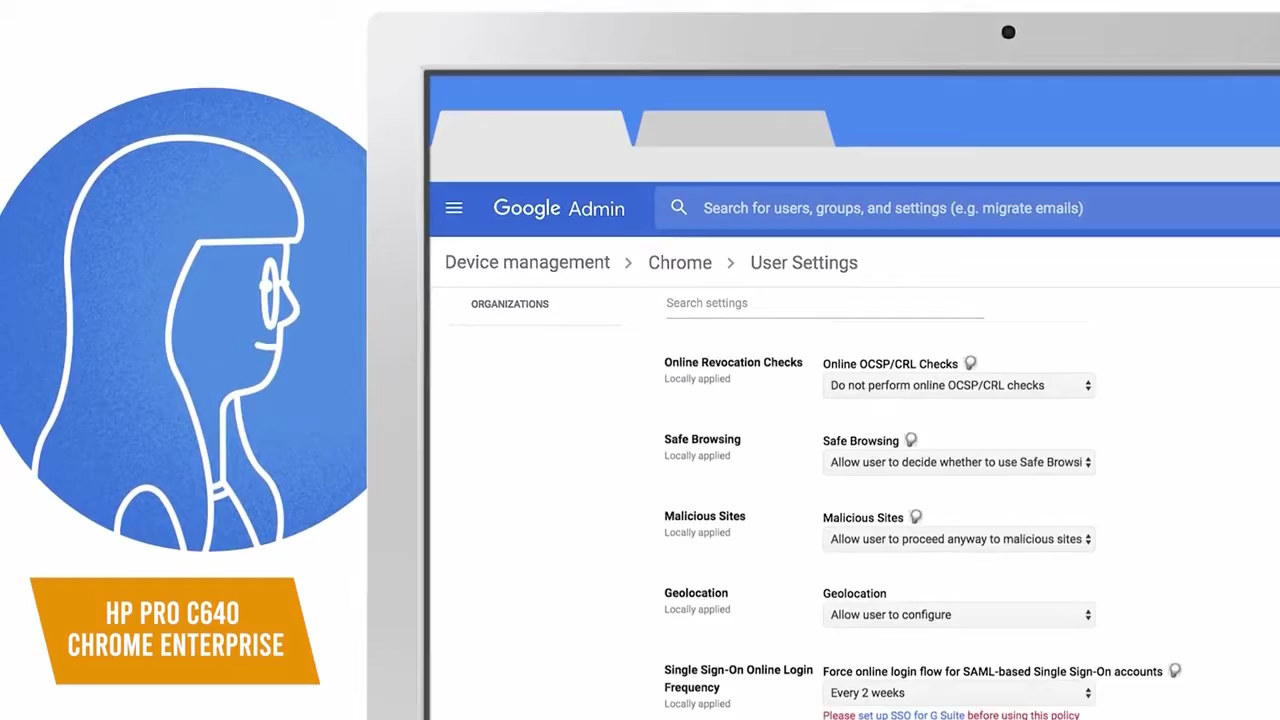 Google Admin
Search for users, groups, and settings (e.g. migrate emails)
Device management > Chrome > User Settings
ORGANIZATIONS
Search settings
Online Revocation Checks
Locally applied
Online OCSP/CRL Checks
Do not perform online OCSP/CRL checks
Safe Browsing
Locally applied
Safe Browsing
Allow user to decide whether to use Safe Browsi
Malicious Sites
Locally applied
Malicious Sites
Allow user to proceed anyway to malicious sites
Geolocation
Locally applied
Geolocation
Allow user to configure
Single Sign-On Online Login
Frequency
Locally applied
Force online login flow for SAML-based Single Sign-On accounts
Every 2 weeks
Please set up SSO for G Suite before using this policy
HP PRO C640
CHROME ENTERPRISE